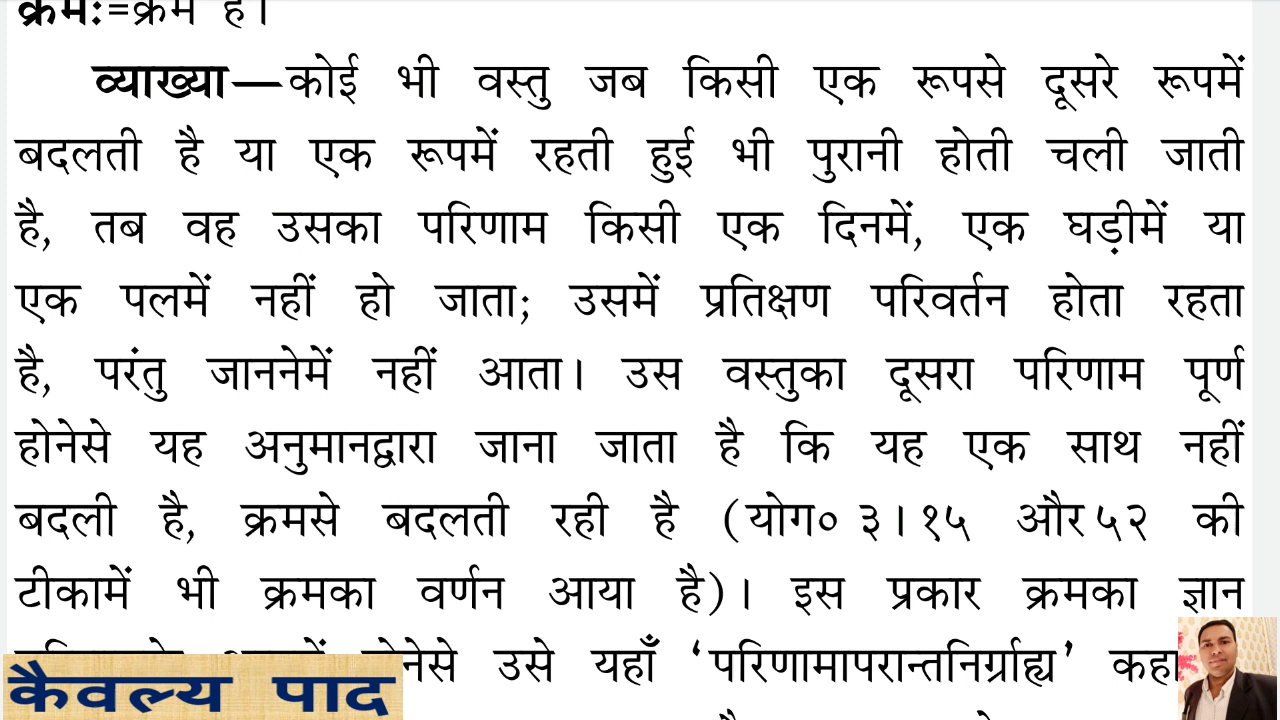 क्रमः=क्रम है।
व्याख्या—कोई भी वस्तु जब किसी एक रूपसे दूसरे रूपमें
बदलती है या एक रूपमें रहती हुई भी पुरानी होती चली जाती
है, तब वह उसका परिणाम किसी एक दिनमें, एक घड़ीमें या
एक पलमें नहीं हो जाता; उसमें प्रतिक्षण परिवर्तन होता रहता
है, परंतु जाननेमें नहीं आता। उस वस्तुका दूसरा परिणाम पूर्ण
होनेसे यह अनुमानद्वारा जाना जाता है कि यह एक साथ नहीं
बदली है, क्रमसे बदलती रही है (योग० ३।१५ और ५२ की
टीकामें भी क्रमका वर्णन आया है)। इस प्रकार क्रमका ज्ञान
उसे यहाँ ‘परिणामापरान्तनिर्ग्राह्य’ कहा
कैवल्य पाद